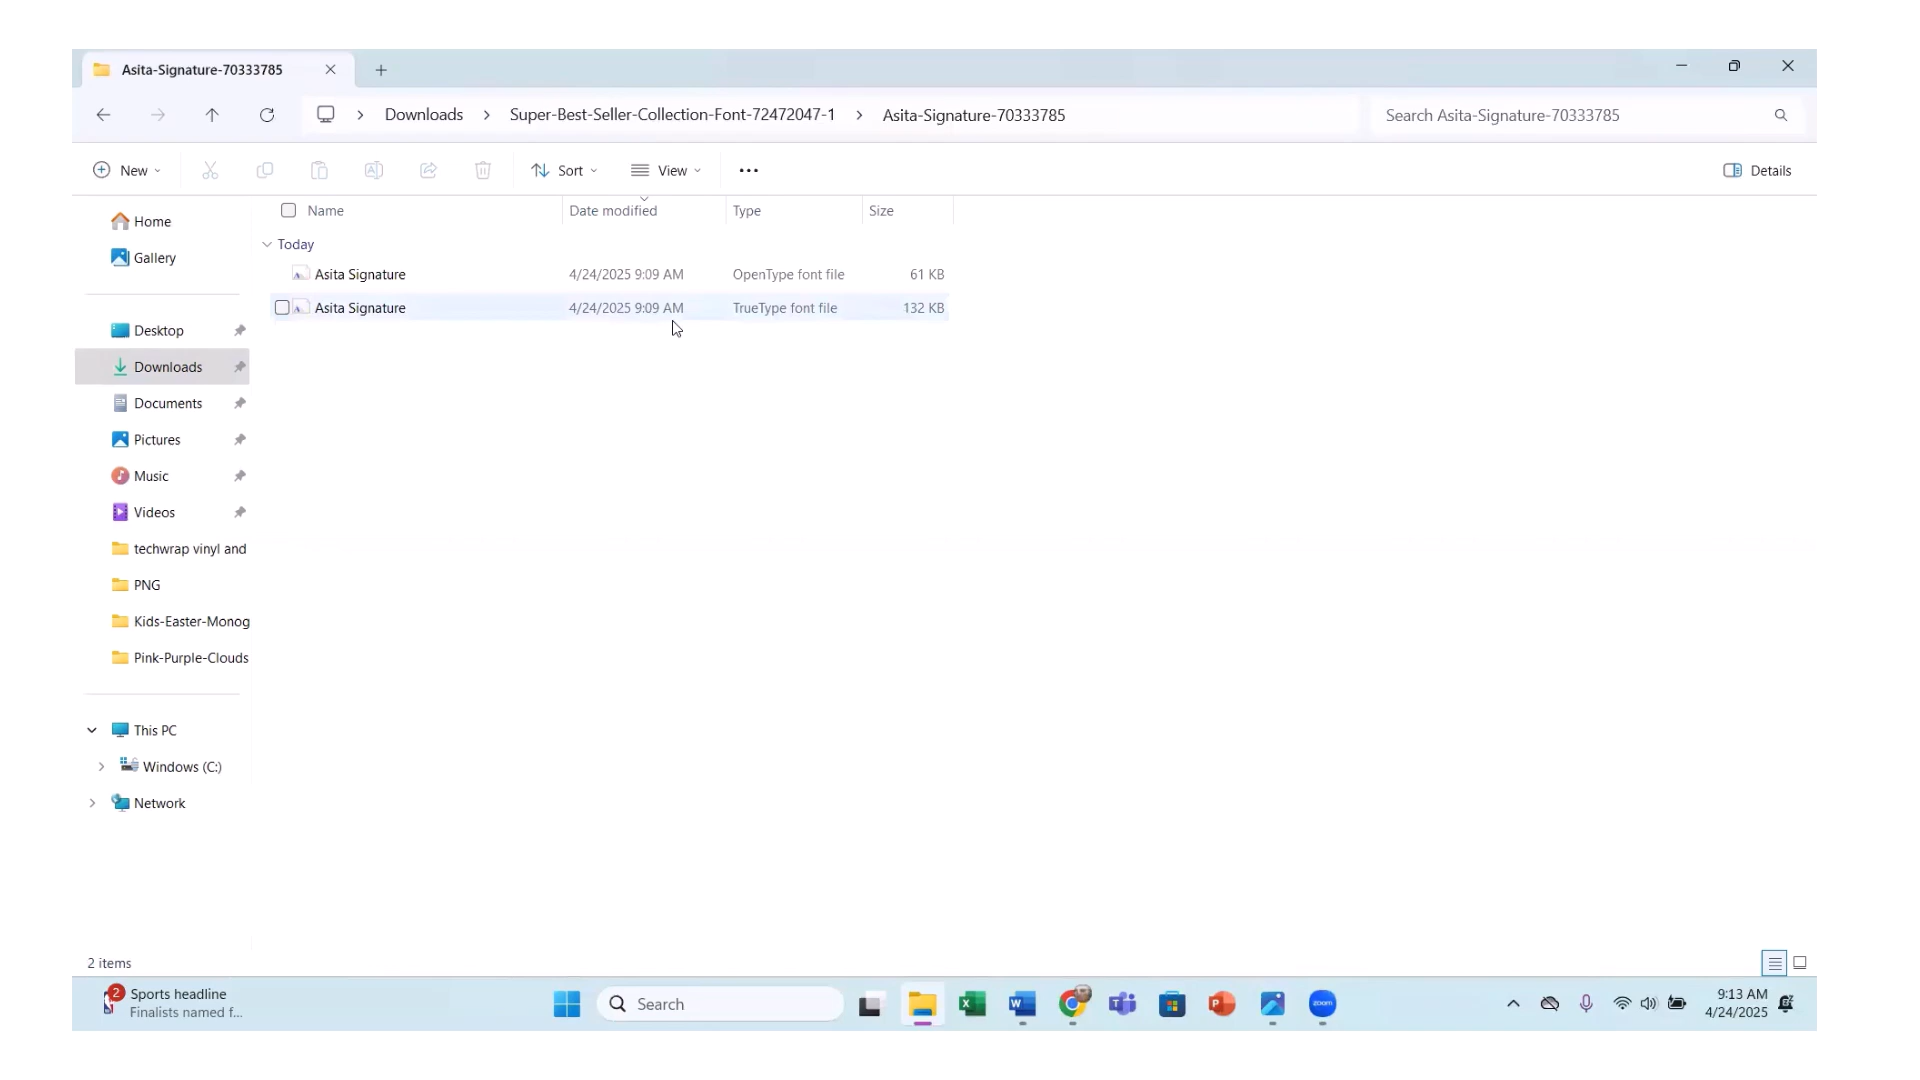 Asita-Signature-70333785
Downloads > Super-Best-Seller-Collection-Font-72472047-1 > Asita-Signature-70333785
Search Asita-Signature-70333785
New
Sort
View
Details
Name Date modified Type Size
Today
Asita Signature 4/24/2025 9:09 AM OpenType font file 61 KB
Asita Signature 4/24/2025 9:09 AM TrueType font file 132 KB
Home
Gallery
Desktop
Downloads
Documents
Pictures
Music
Videos
techwrap vinyl and
PNG
Kids-Easter-Monog
Pink-Purple-Clouds
This PC
Windows (C:)
Network
2 items
2
Sports headline
Finalists named f...
Search
zoom
9:13 AM
4/24/2025